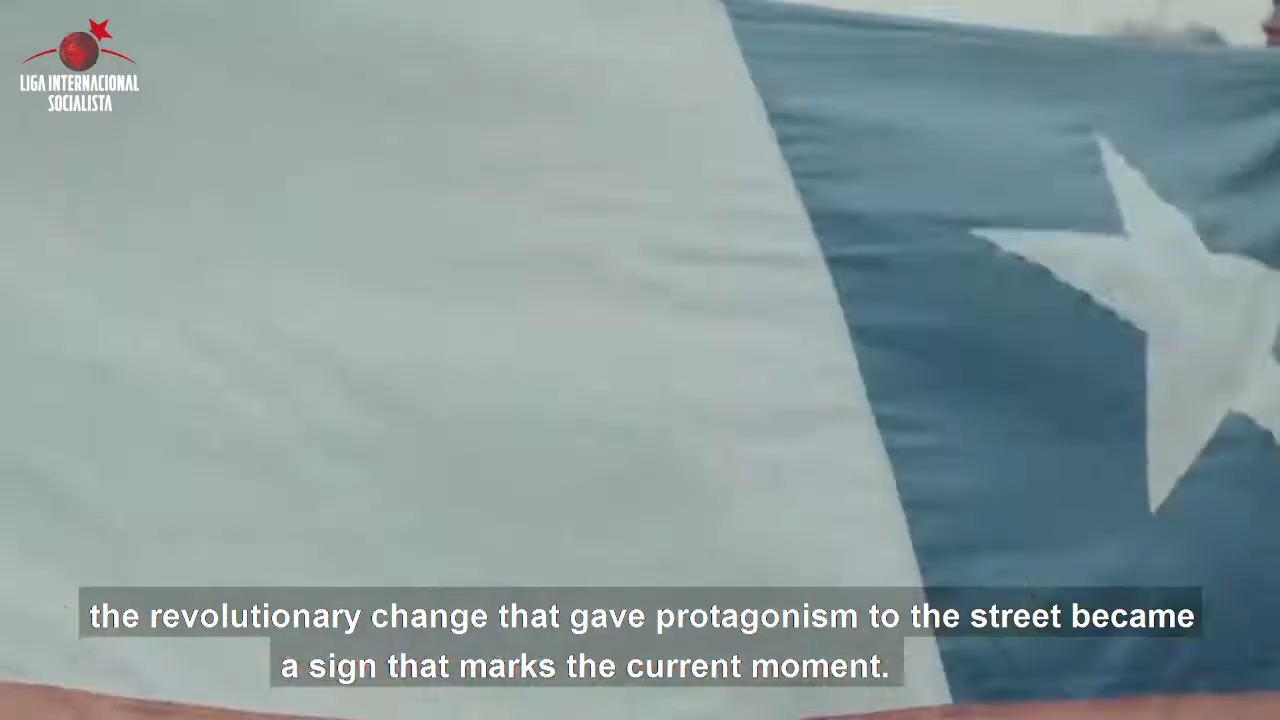 LIGA INTERNACIONAL
SOCIALISTA
the revolutionary change that gave protagonism to the street became
a sign that marks the current moment.